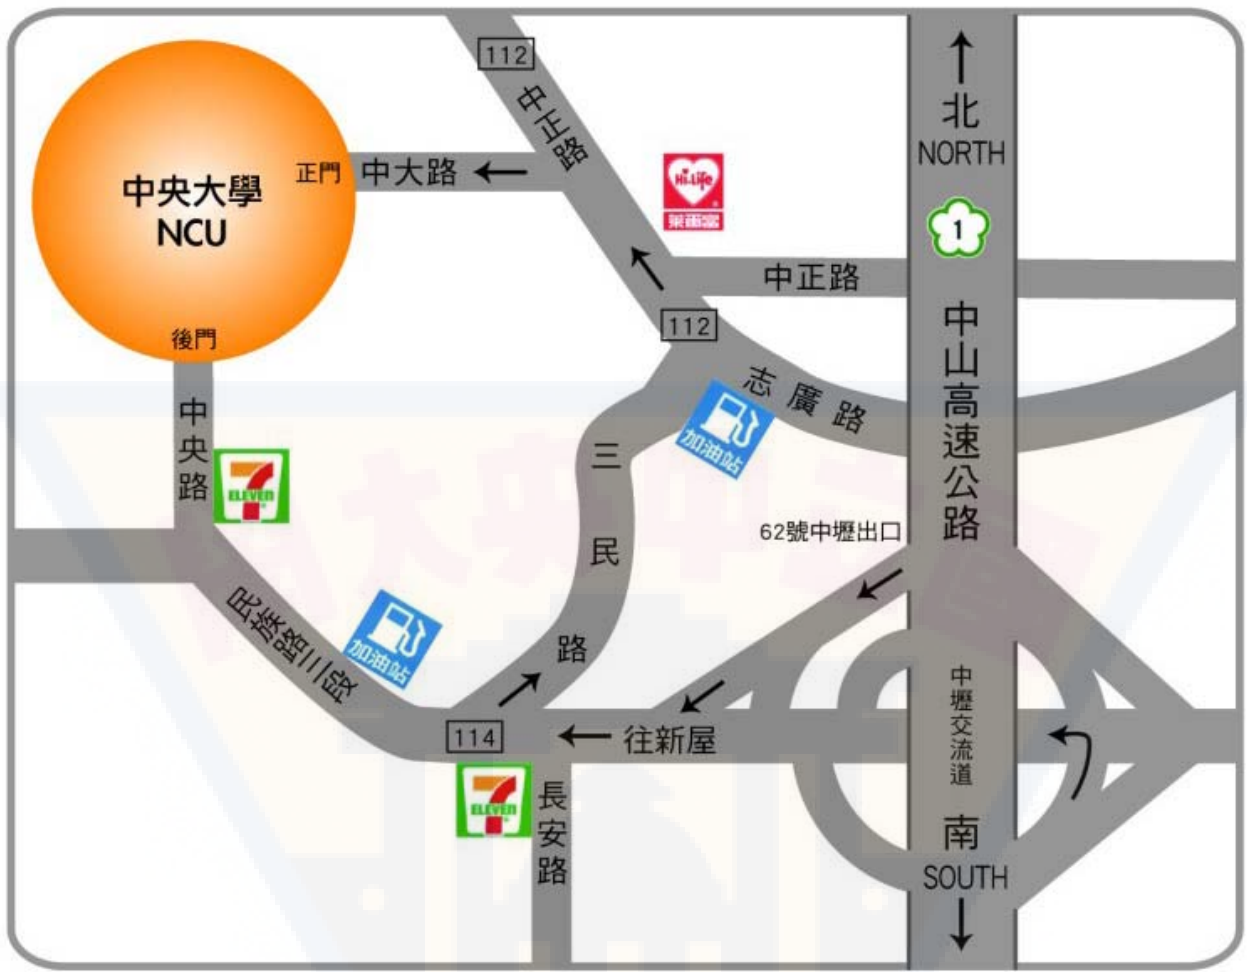 112
中正路
北
NORTH
正門
中大路
中央大學
NCU
Hi-Life
萊爾富
1
中正路
112
後門
志廣路
中山高速公路
加油站
中央路
7
ELEVEN
三民路
62號中壢出口
民族路三段
加油站
中壢交流道
114
往新屋
7
ELEVEN
長安路
南
SOUTH